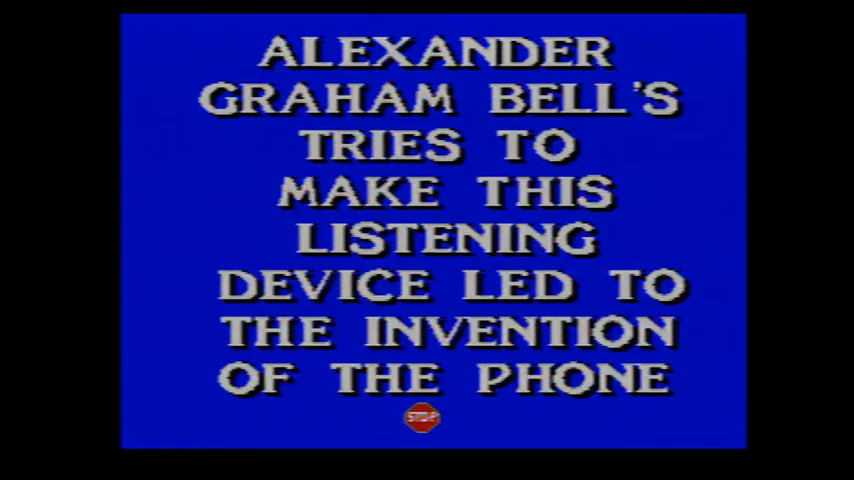 ALEXANDER
GRAHAM BELL'S
TRIES TO
MAKE THIS
LISTENING
DEVICE LED TO
THE INVENTION
OF THE PHONE
STOP